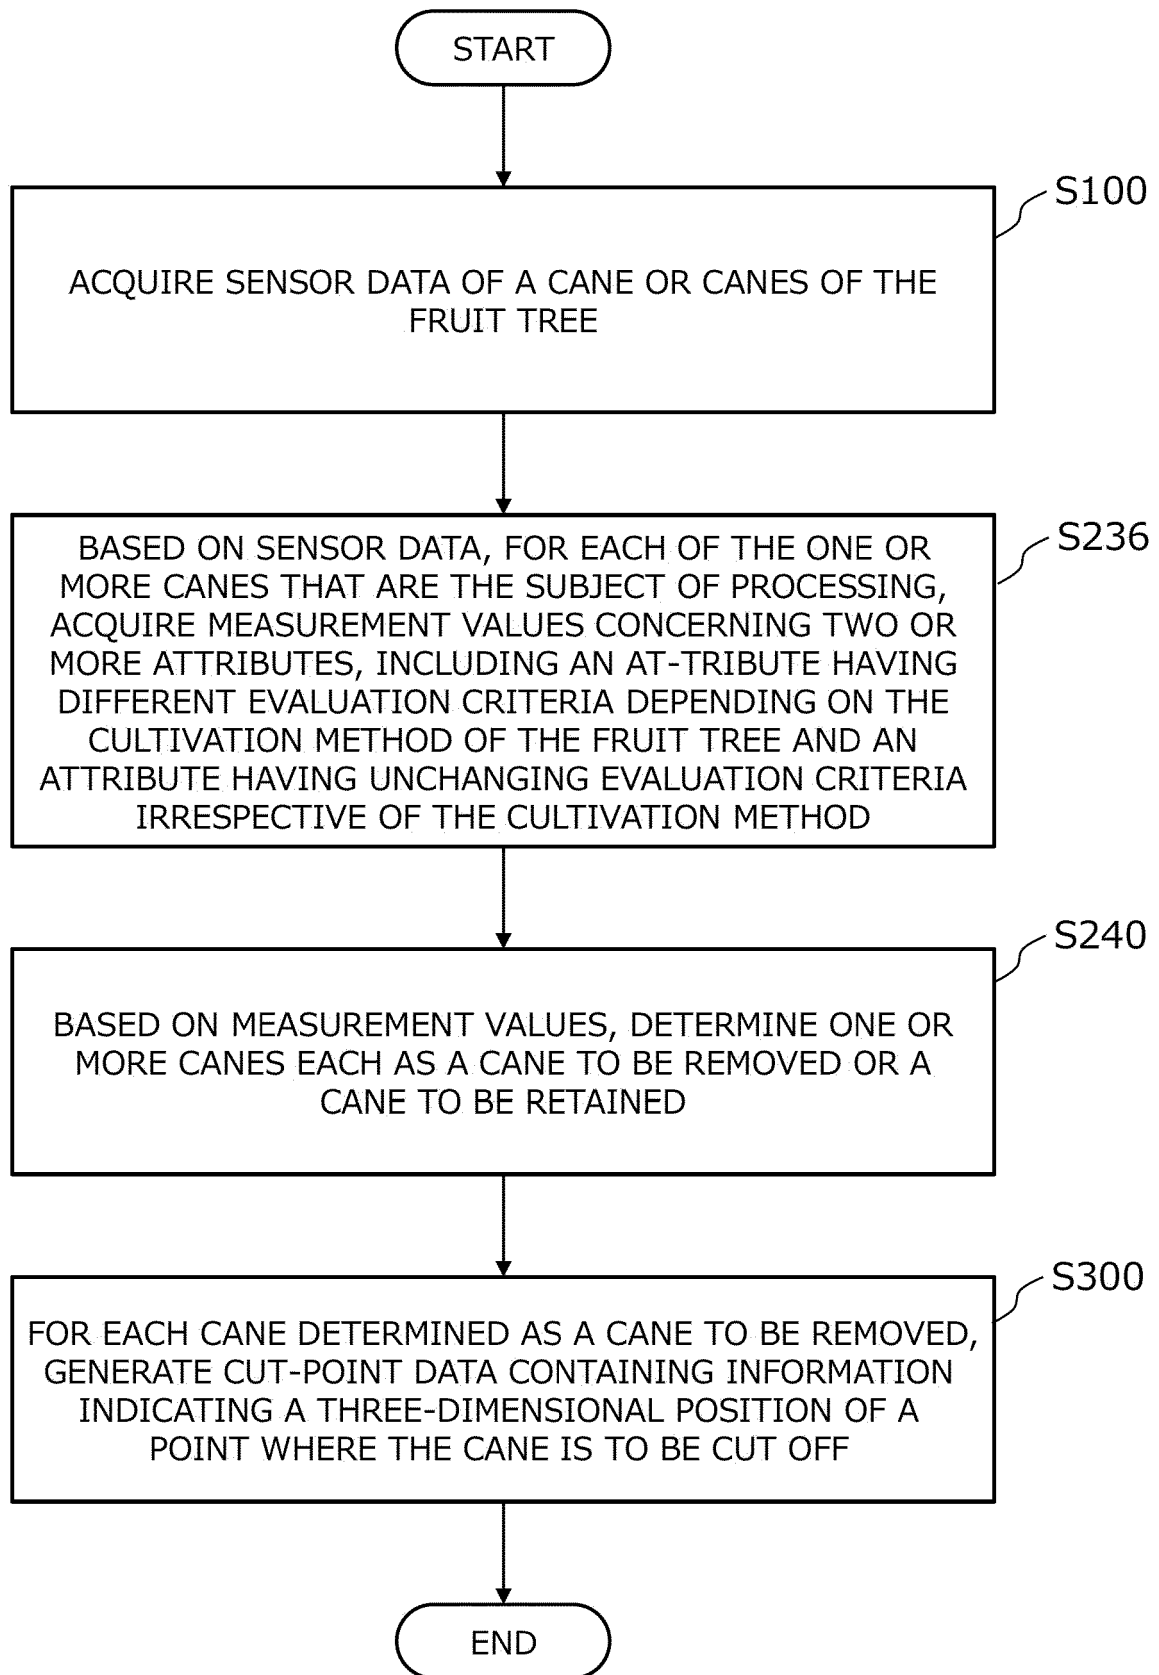 START
S100
ACQUIRE SENSOR DATA OF A CANE OR CANES OF THE
FRUIT TREE
S236
BASED ON SENSOR DATA, FOR EACH OF THE ONE OR
MORE CANES THAT ARE THE SUBJECT OF PROCESSING,
ACQUIRE MEASUREMENT VALUES CONCERNING TWO OR
MORE ATTRIBUTES, INCLUDING AN AT-TRIBUTE HAVING
DIFFERENT EVALUATION CRITERIA DEPENDING ON THE
CULTIVATION METHOD OF THE FRUIT TREE AND AN
ATTRIBUTE HAVING UNCHANGING EVALUATION CRITERIA
IRRESPECTIVE OF THE CULTIVATION METHOD
S240
BASED ON MEASUREMENT VALUES, DETERMINE ONE OR
MORE CANES EACH AS A CANE TO BE REMOVED OR A
CANE TO BE RETAINED
S300
FOR EACH CANE DETERMINED AS A CANE TO BE REMOVED,
GENERATE CUT-POINT DATA CONTAINING INFORMATION
INDICATING A THREE-DIMENSIONAL POSITION OF A
POINT WHERE THE CANE IS TO BE CUT OFF
END